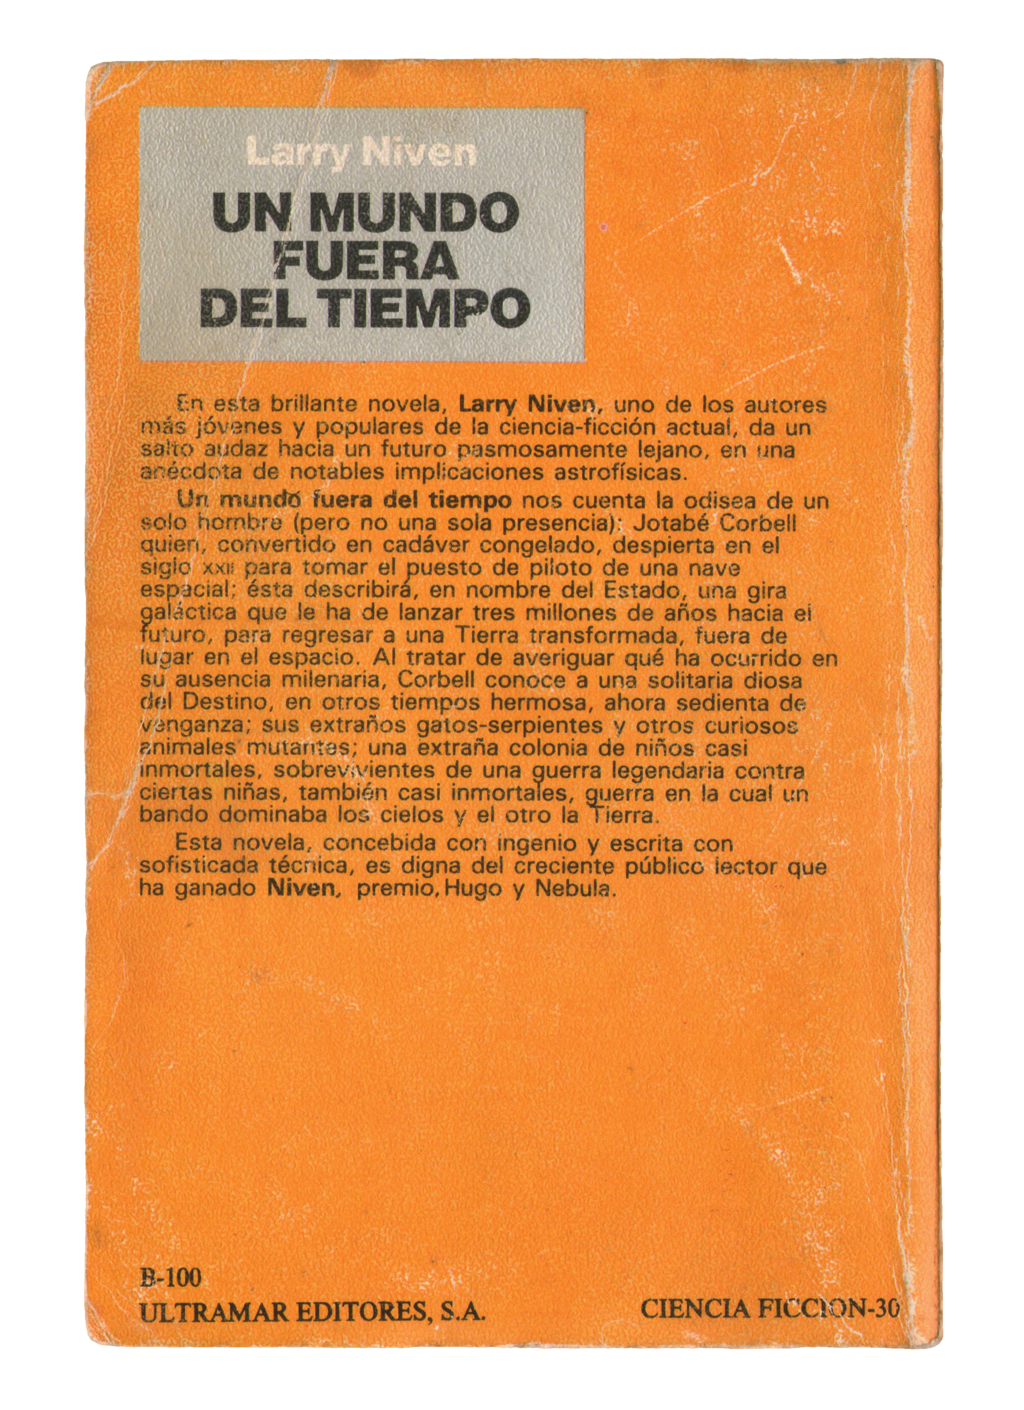 Larry Niven
UN MUNDO
FUERA
DEL TIEMPO
En esta brillante novela, Larry Niven, uno de los autores
más jóvenes y populares de la ciencia-ficción actual, da un
salto audaz hacia un futuro pasmosamente lejano, en una
anécdota de notables implicaciones astrofísicas.
Un mundo fuera del tiempo nos cuenta la odisea de un
solo hombre (pero no una sola presencia): Jotabé Corbell
quien, convertido en cadáver congelado, despierta en el
siglo XXII para tomar el puesto de piloto de una nave
espacial; ésta describirá, en nombre del Estado, una gira
galáctica que le ha de lanzar tres millones de años hacia el
futuro, para regresar a una Tierra transformada, fuera de
lugar en el espacio. Al tratar de averiguar qué ha ocurrido en
su ausencia milenaria, Corbell conoce a una solitaria diosa
del Destino, en otros tiempos hermosa, ahora sedienta de
venganza; sus extraños gatos-serpientes y otros curiosos
animales mutantes; una extraña colonia de niños casi
inmortales, sobrevivientes de una guerra legendaria contra
ciertas niñas, también casi inmortales, guerra en la cual un
bando dominaba los cielos y el otro la Tierra.
Esta novela, concebida con ingenio y escrita con
sofisticada técnica, es digna del creciente público lector que
ha ganado Niven, premio, Hugo y Nebula.
B-100
ULTRAMAR EDITORES, S.A.
CIENCIA FICCION-30